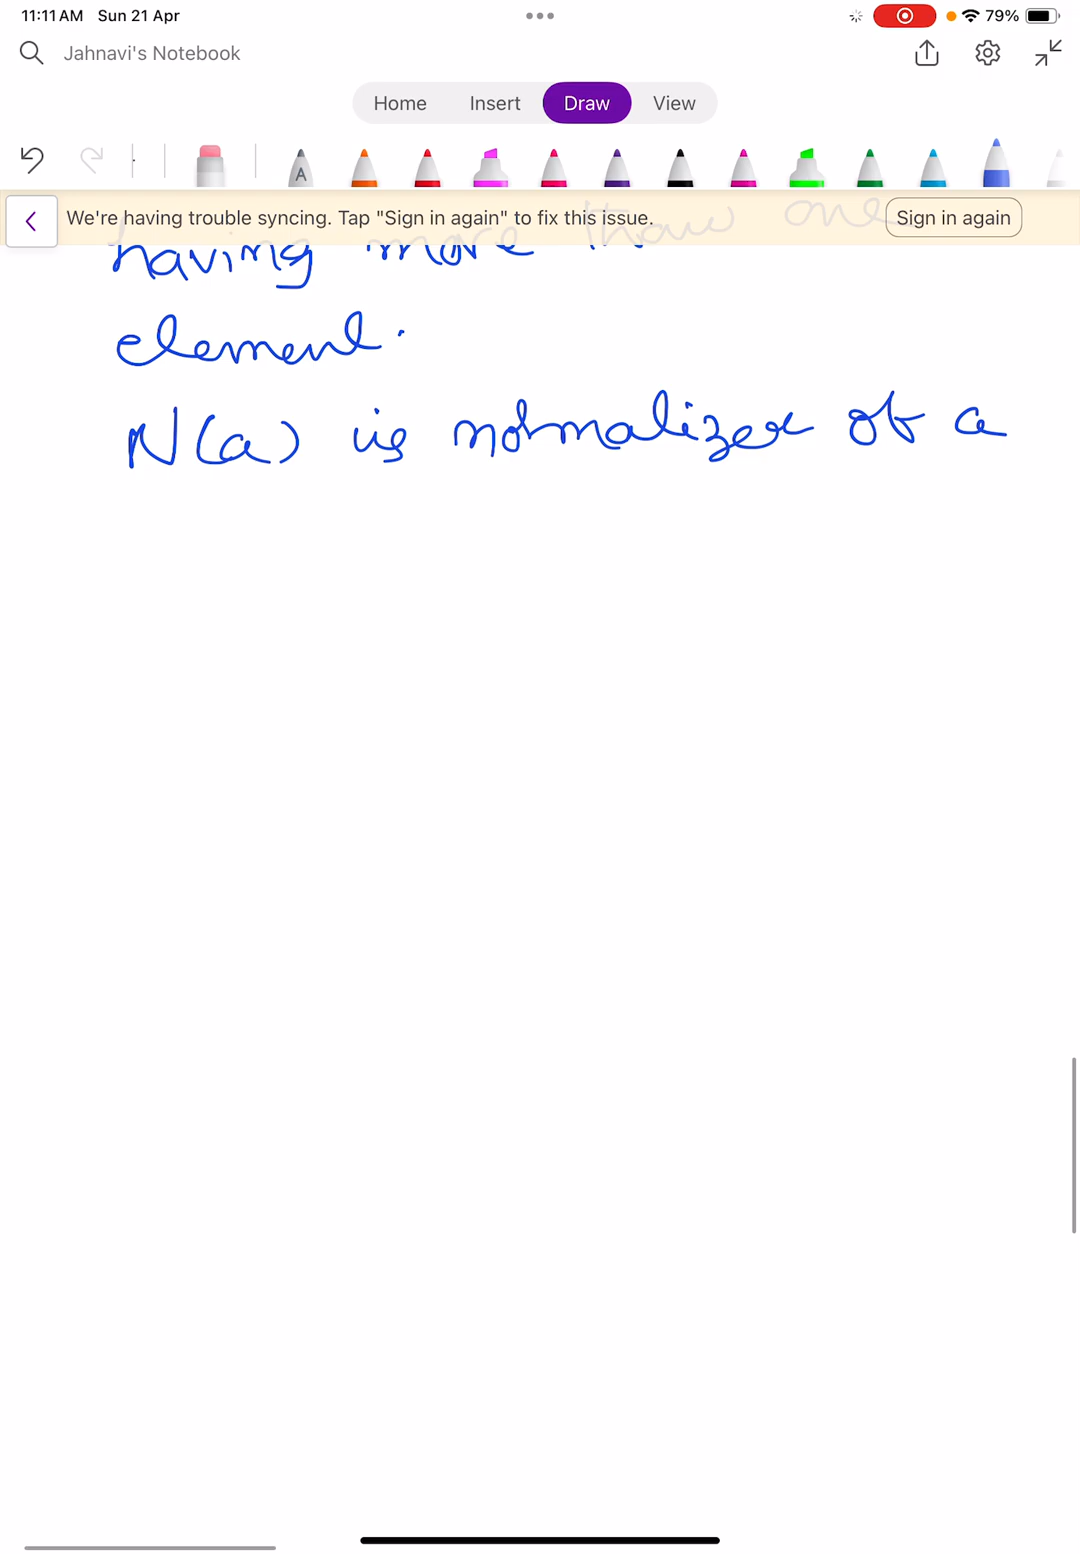 11:11 AM Sun 21 Apr
79%
Jahnavi's Notebook
Home Insert Draw View
A
We're having trouble syncing. Tap "Sign in again" to fix this issue.
Sign in again
having more than one
element.
N(a) is normalizer of a